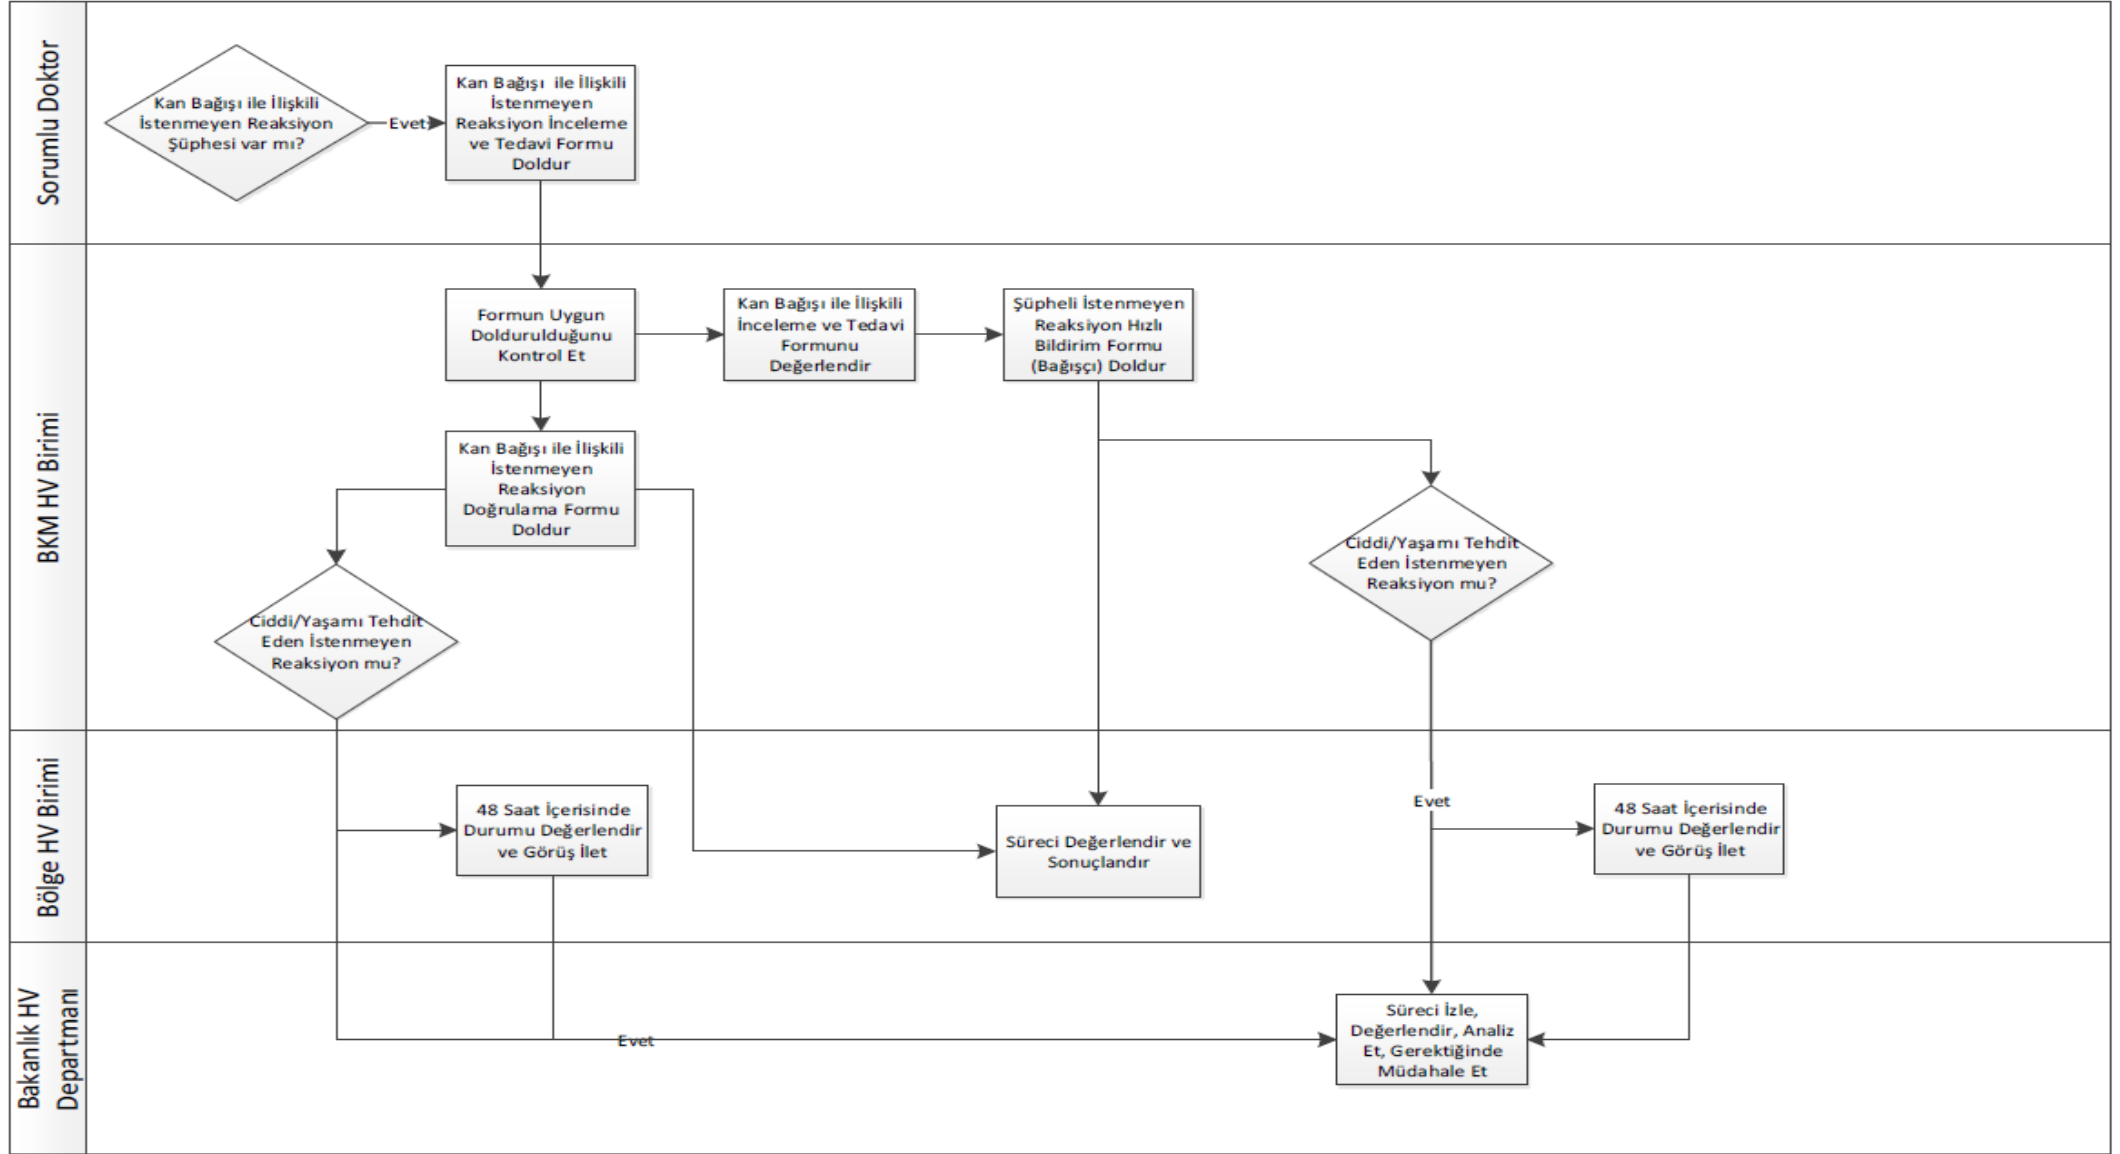 Sorumlu Doktor
Kan Bağışı ile İlişkili
İstenmeyen Reaksiyon
Şüphesi var mı?
Evet
Kan Bağışı ile İlişkili
İstenmeyen
Reaksiyon İnceleme
ve Tedavi Formu
Doldur
BKM HV Birimi
Formun Uygun
Doldurulduğunu
Kontrol Et
Kan Bağışı ile İlişkili
İnceleme ve Tedavi
Formunu
Değerlendir
Şüpheli İstenmeyen
Reaksiyon Hızlı
Bildirim Formu
(Bağışçı) Doldur
Kan Bağışı ile İlişkili
İstenmeyen
Reaksiyon
Doğrulama Formu
Doldur
Ciddi/Yaşamı Tehdit
Eden İstenmeyen
Reaksiyon mu?
Ciddi/Yaşamı Tehdit
Eden İstenmeyen
Reaksiyon mu?
Bölge HV Birimi
48 Saat İçerisinde
Durumu Değerlendir
ve Görüş İlet
Süreci Değerlendir ve
Sonuçlandır
Evet
48 Saat İçerisinde
Durumu Değerlendir
ve Görüş İlet
Bakanlık HV
Departmanı
Evet
Süreci İzle,
Değerlendir, Analiz
Et, Gerektiğinde
Müdahale Et